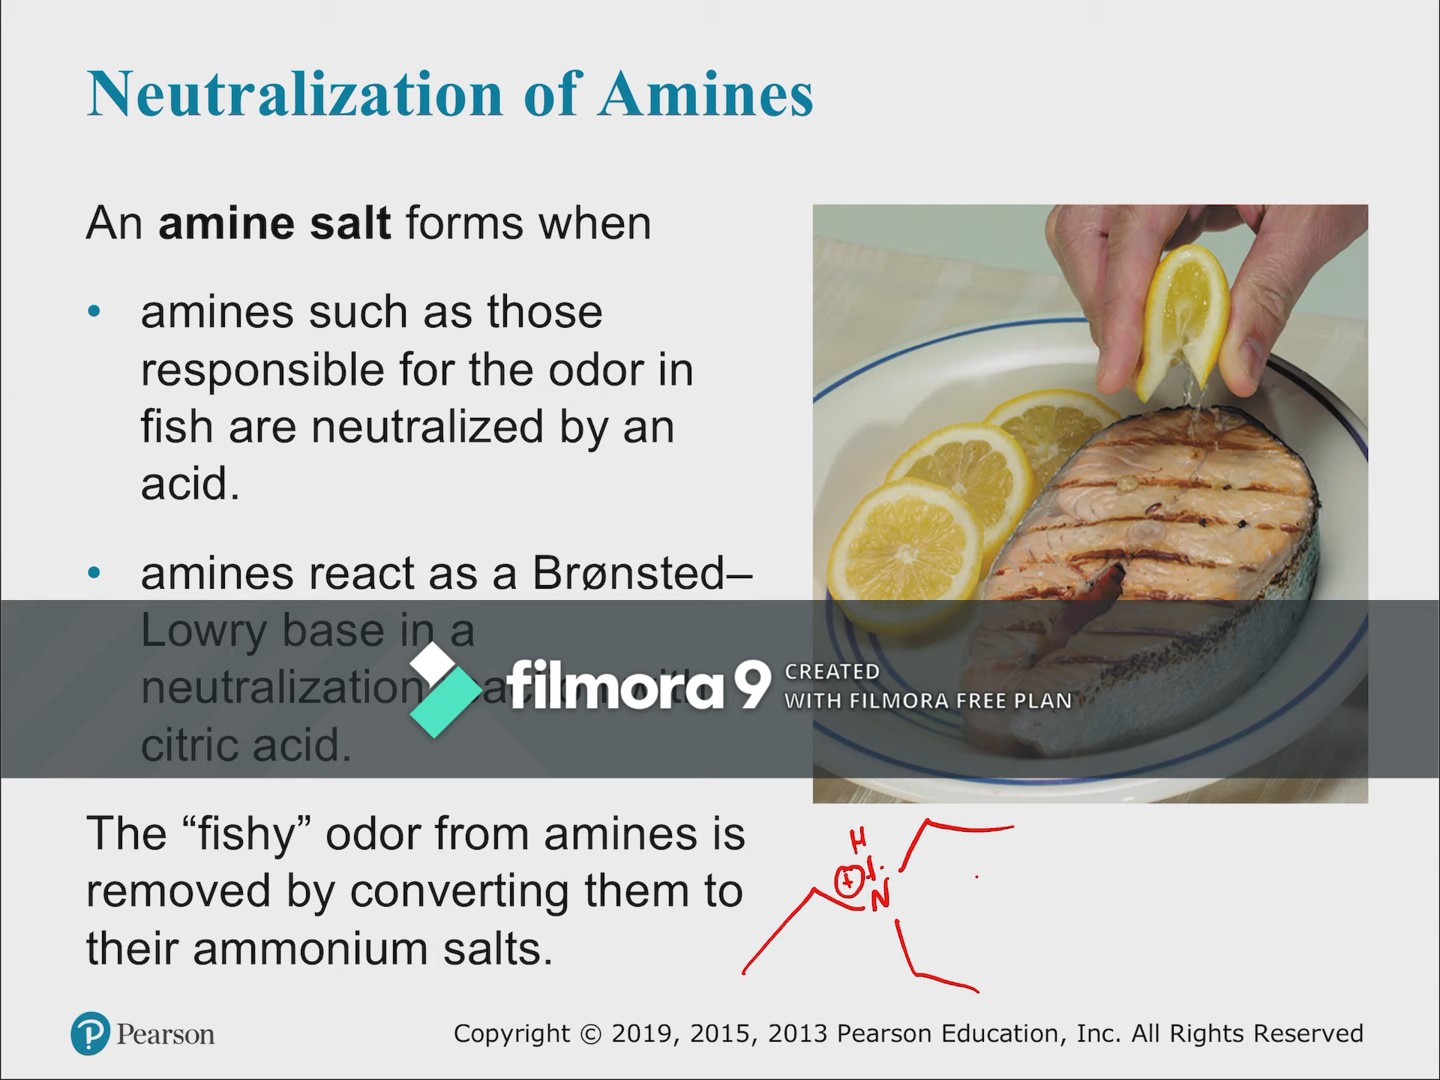 Neutralization of Amines
An amine salt forms when
• amines such as those
responsible for the odor in
fish are neutralized by an
acid.
• amines react as a Brønsted–
Lowry base in a
neutralization
citric acid.
filmora 9
CREATED
WITH FILMORA FREE PLAN
The “fishy” odor from amines is
removed by converting them to
their ammonium salts.
H
+
N
Pearson
Copyright © 2019, 2015, 2013 Pearson Education, Inc. All Rights Reserved